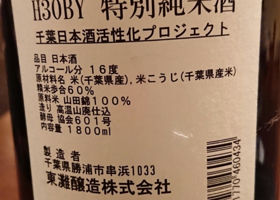 H30BY 特別純米酒
千葉日本酒活性化プロジェクト
品目 日本酒
アルコール分 16度
原材料名 米(千葉県産)、米こうじ(千葉県産米)
精米歩合60%
原料米 山田錦100%
造り 高温山廃仕込
酵母 協会601号
内容量 1800ml
製造者
千葉県勝浦市串浜1033
東灘醸造株式会社
770460434